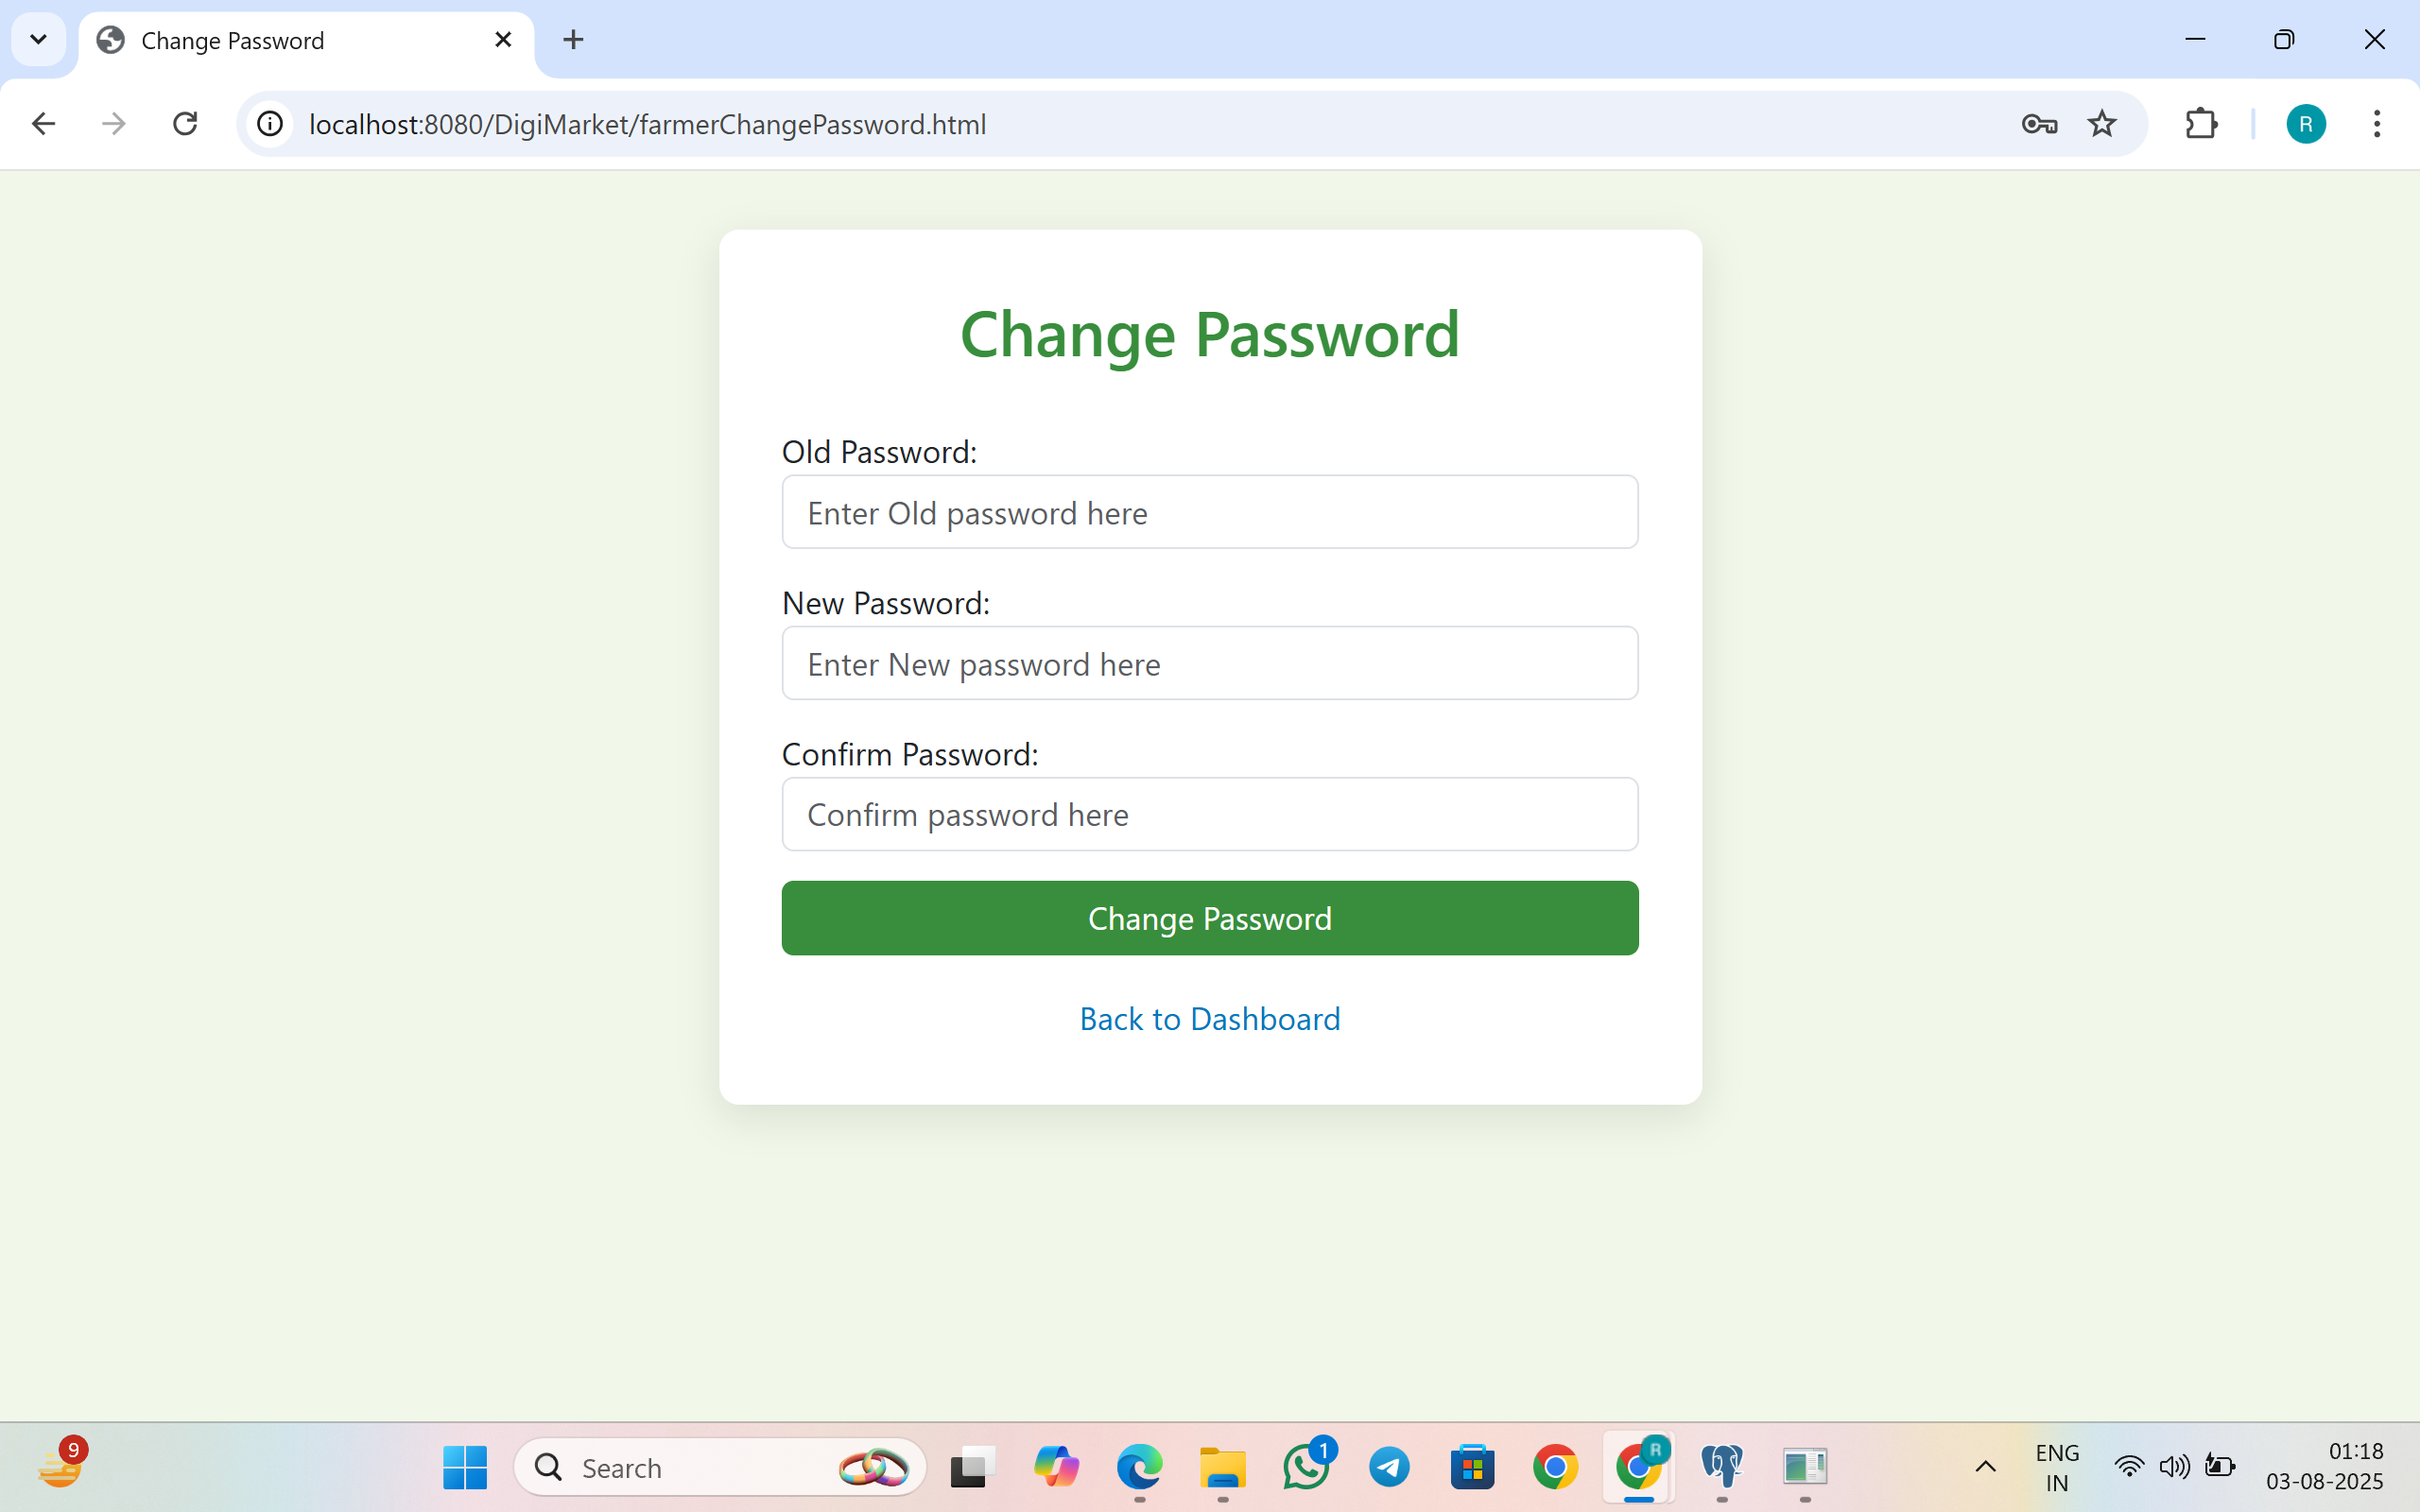 Change Password
localhost:8080/DigiMarket/farmerChangePassword.html
R
Change Password
Old Password:
Enter Old password here
New Password:
Enter New password here
Confirm Password:
Confirm password here
Change Password
Back to Dashboard
9
Search
1
R
ENG
IN
01:18
03-08-2025